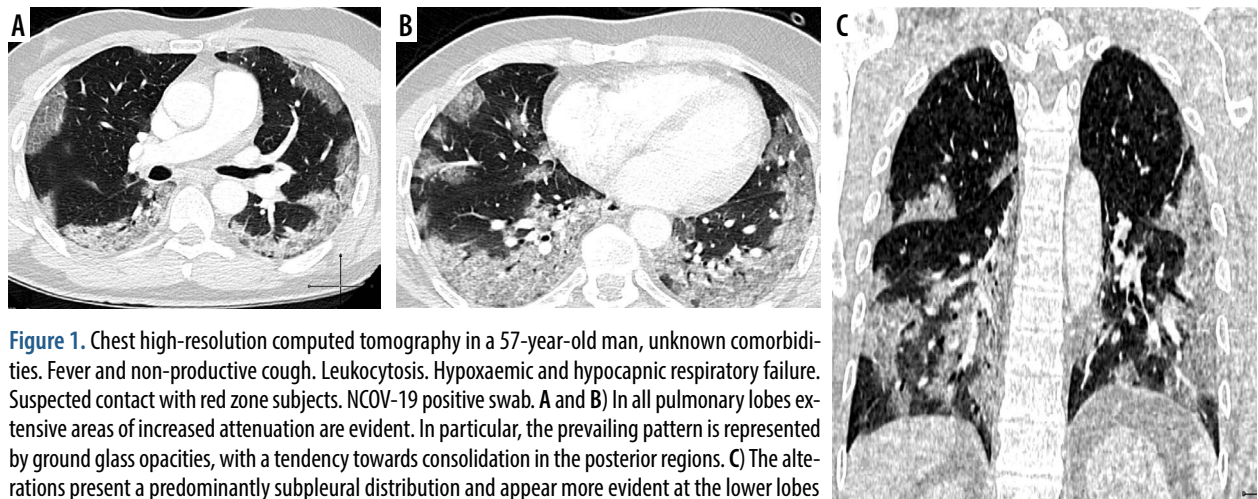 A
B
C
Figure 1. Chest high-resolution computed tomography in a 57-year-old man, unknown comorbidi-
ties. Fever and non-productive cough. Leukocytosis. Hypoxaemic and hypocapnic respiratory failure.
Suspected contact with red zone subjects. NCOV-19 positive swab. A and B) In all pulmonary lobes ex-
tensive areas of increased attenuation are evident. In particular, the prevailing pattern is represented
by ground glass opacities, with a tendency towards consolidation in the posterior regions. C) The alte-
rations present a predominantly subpleural distribution and appear more evident at the lower lobes